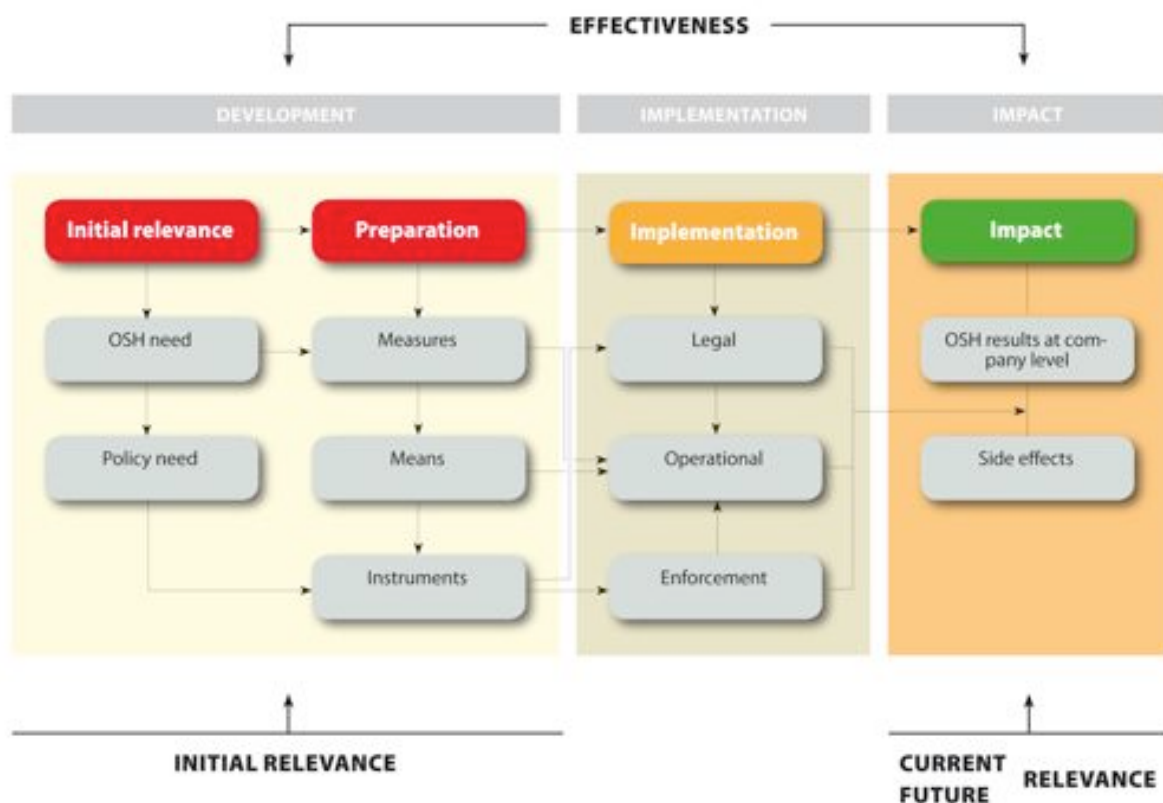 EFFECTIVENESS
DEVELOPMENT
IMPLEMENTATION
IMPACT
Initial relevance
Preparation
Implementation
Impact
OSH need
Measures
Legal
OSH results at com-
pany level
Policy need
Means
Operational
Side effects
Instruments
Enforcement
INITIAL RELEVANCE
CURRENT
FUTURE
RELEVANCE